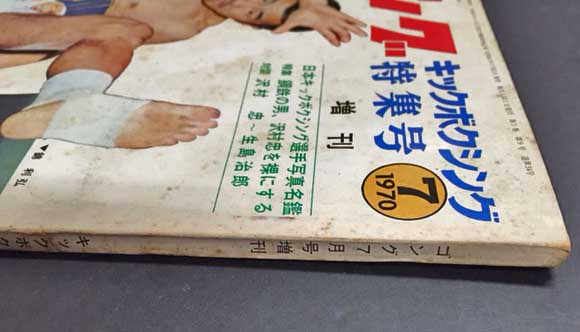 ング
キックボクシング
特集号
増刊
7
1970
日本キックボクシング選手写真名鑑
特集 鋼鉄の男、沢村忠を裸にする
対談 沢村 忠〜生島治郎
ゴング7月号増刊
キックボク